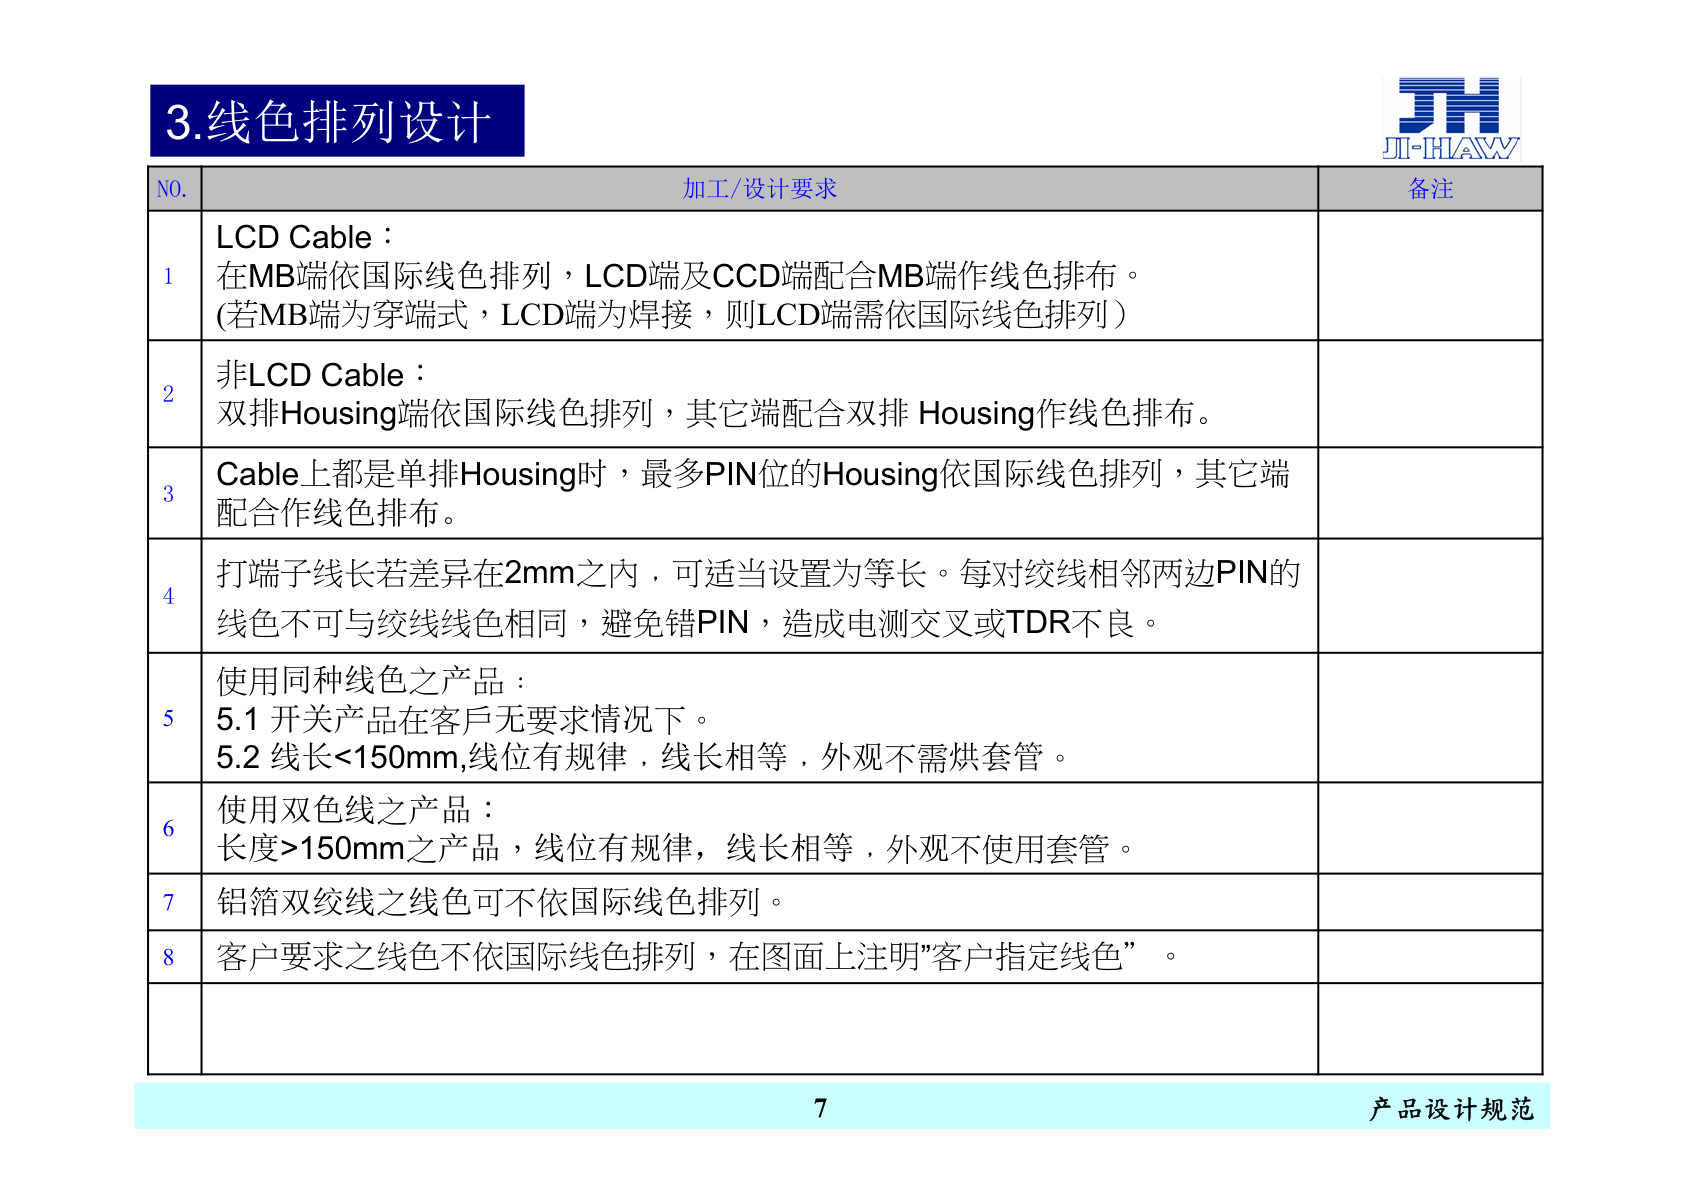 3.线色排列设计
JH
JI-HAW
NO.
加工/设计要求
备注
1
LCD Cable：
在MB端依国际线色排列，LCD端及CCD端配合MB端作线色排布。
(若MB端为穿端式，LCD端为焊接，则LCD端需依国际线色排列）
2
非LCD Cable：
双排Housing端依国际线色排列，其它端配合双排 Housing作线色排布。
3
Cable上都是单排Housing时，最多PIN位的Housing依国际线色排列，其它端
配合作线色排布。
4
打端子线长若差异在2mm之內﹐可适当设置为等长。每对绞线相邻两边PIN的
线色不可与绞线线色相同，避免错PIN，造成电测交叉或TDR不良。
5
使用同种线色之产品﹕
5.1 开关产品在客戶无要求情况下。
5.2 线长<150mm,线位有规律﹐线长相等﹐外观不需烘套管。
6
使用双色线之产品：
长度>150mm之产品，线位有规律，线长相等﹐外观不使用套管。
7
铝箔双绞线之线色可不依国际线色排列。
8
客户要求之线色不依国际线色排列，在图面上注明”客户指定线色”。
7
产品设计规范